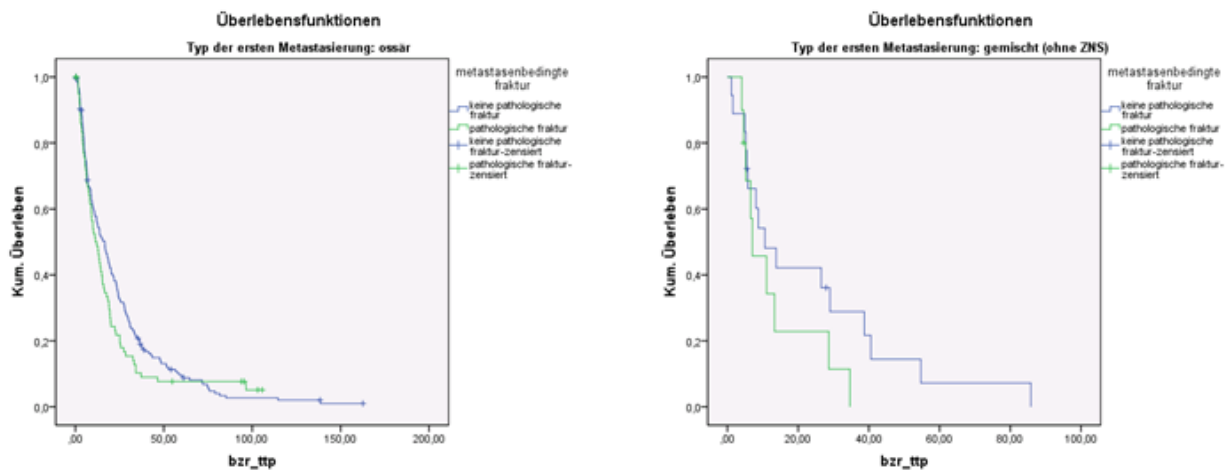 Überlebensfunktionen
Typ der ersten Metastasierung: ossär
metastasenbedingte
fraktur
keine pathologische
fraktur
pathologische fraktur
keine pathologische
fraktur-zensiert
pathologische fraktur-
zensiert
Kum. Überleben
1,0
0,8
0,6
0,4
0,2
0,0
,00
50,00
100,00
150,00
200,00
bzr_ttp
Überlebensfunktionen
Typ der ersten Metastasierung: gemischt (ohne ZNS)
metastasenbedingte
fraktur
keine pathologische
fraktur
pathologische fraktur
keine pathologische
fraktur-zensiert
pathologische fraktur-
zensiert
Kum. Überleben
1,0
0,8
0,6
0,4
0,2
0,0
,00
20,00
40,00
60,00
80,00
100,00
bzr_ttp